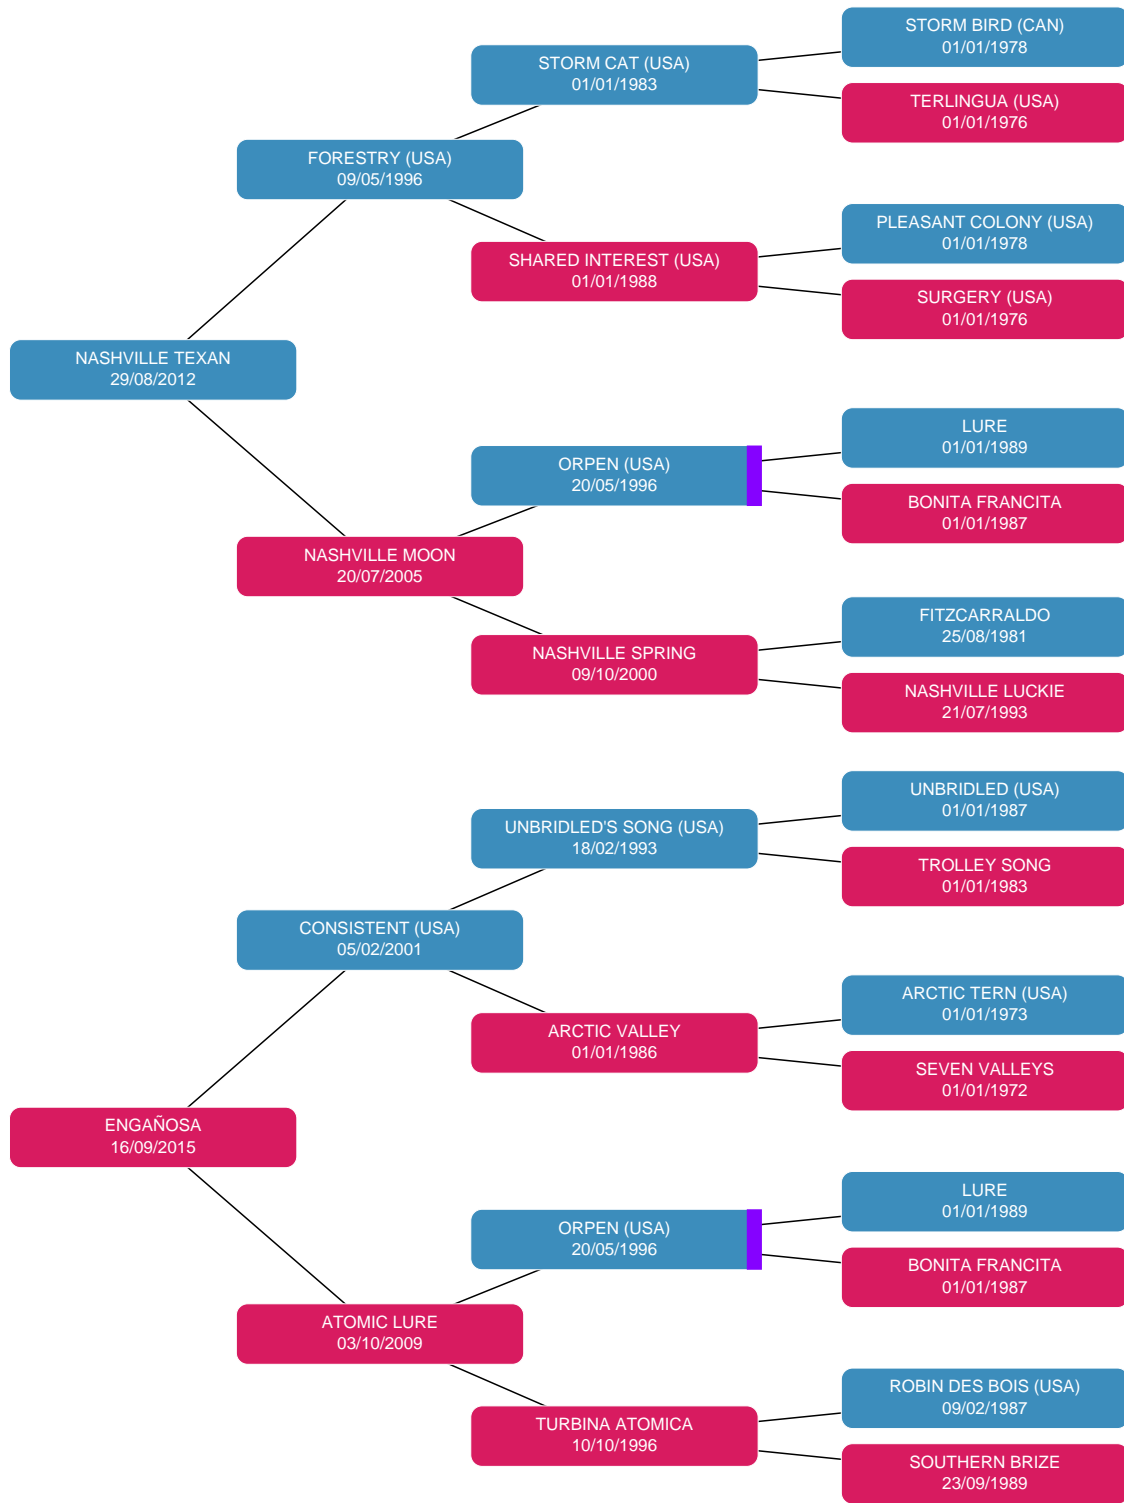 STORM BIRD (CAN)
01/01/1978
STORM CAT (USA)
01/01/1983
TERLINGUA (USA)
01/01/1976
FORESTRY (USA)
09/05/1996
PLEASANT COLONY (USA)
01/01/1978
SHARED INTEREST (USA)
01/01/1988
SURGERY (USA)
01/01/1976
NASHVILLE TEXAN
29/08/2012
LURE
01/01/1989
ORPEN (USA)
20/05/1996
BONITA FRANCITA
01/01/1987
NASHVILLE MOON
20/07/2005
FITZCARRALDO
25/08/1981
NASHVILLE SPRING
09/10/2000
NASHVILLE LUCKIE
21/07/1993
UNBRIDLED (USA)
01/01/1987
UNBRIDLED'S SONG (USA)
18/02/1993
TROLLEY SONG
01/01/1983
CONSISTENT (USA)
05/02/2001
ARCTIC TERN (USA)
01/01/1973
ARCTIC VALLEY
01/01/1986
SEVEN VALLEYS
01/01/1972
ENGAÑOSA
16/09/2015
LURE
01/01/1989
ORPEN (USA)
20/05/1996
BONITA FRANCITA
01/01/1987
ATOMIC LURE
03/10/2009
ROBIN DES BOIS (USA)
09/02/1987
TURBINA ATOMICA
10/10/1996
SOUTHERN BRIZE
23/09/1989